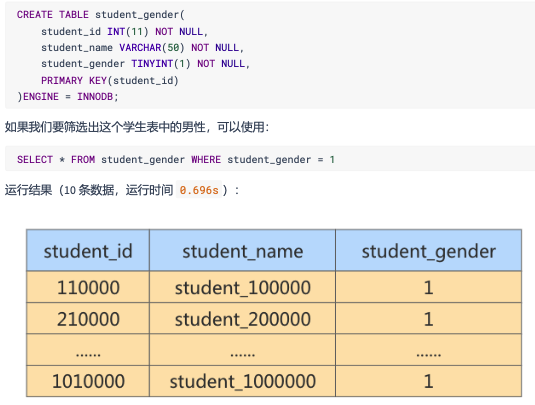 CREATE TABLE student_gender(
student_id INT(11) NOT NULL,
student_name VARCHAR(50) NOT NULL,
student_gender TINYINT(1) NOT NULL,
PRIMARY KEY(student_id)
)ENGINE = INNODB;
如果我们要筛选出这个学生表中的男性，可以使用：
SELECT * FROM student_gender WHERE student_gender = 1
运行结果（10 条数据，运行时间 0.696s）：
student_id student_name student_gender
110000 student_100000 1
210000 student_200000 1
...... ...... ......
1010000 student_1000000 1